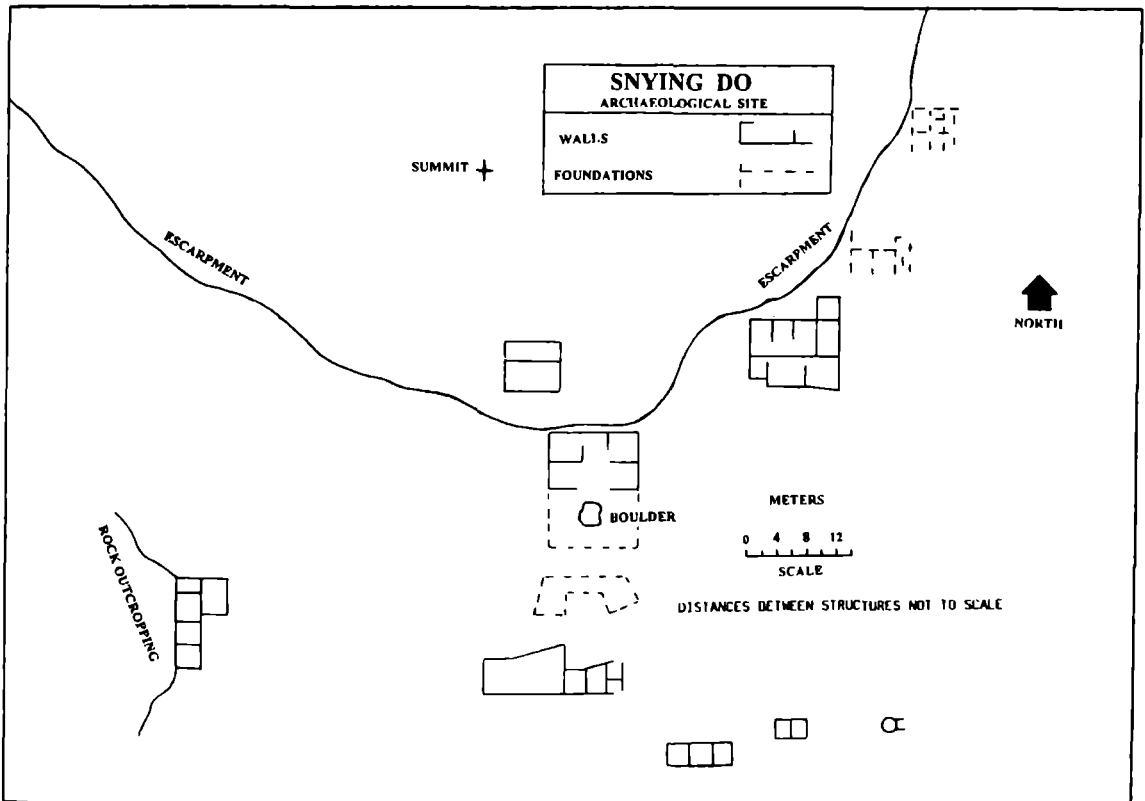 SNYING DO
ARCHAEOLOGICAL SITE
WALLS
FOUNDATIONS
SUMMIT
ESCARPMENT
ESCARPMENT
NORTH
BOULDER
METERS
0 4 8 12
SCALE
ROCK OUTCROPPING
DISTANCES BETWEEN STRUCTURES NOT TO SCALE